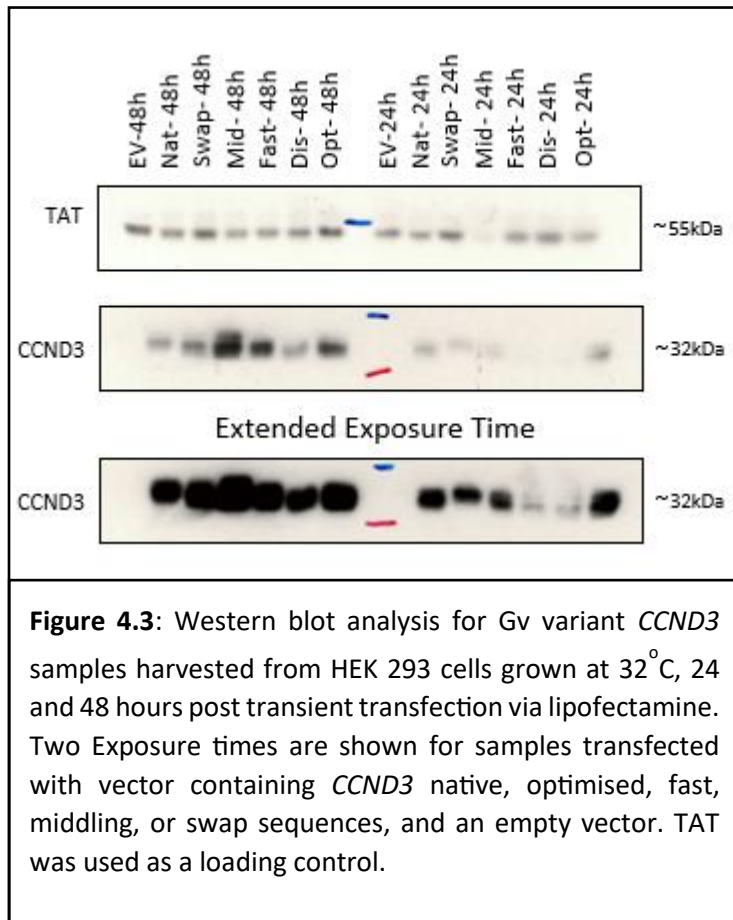 EV-48h
Nat- 48h
Swap- 48h
Mid- 48h
Fast- 48h
Dis- 48h
Opt- 48h
EV-24h
Nat- 24h
Swap- 24h
Mid- 24h
Fast- 24h
Dis- 24h
Opt- 24h
TAT
~55kDa
CCND3
~32kDa
Extended Exposure Time
CCND3
~32kDa
Figure 4.3: Western blot analysis for Gv variant CCND3
samples harvested from HEK 293 cells grown at 32°C, 24
and 48 hours post transient transfection via lipofectamine.
Two Exposure times are shown for samples transfected
with vector containing CCND3 native, optimised, fast,
middling, or swap sequences, and an empty vector. TAT
was used as a loading control.